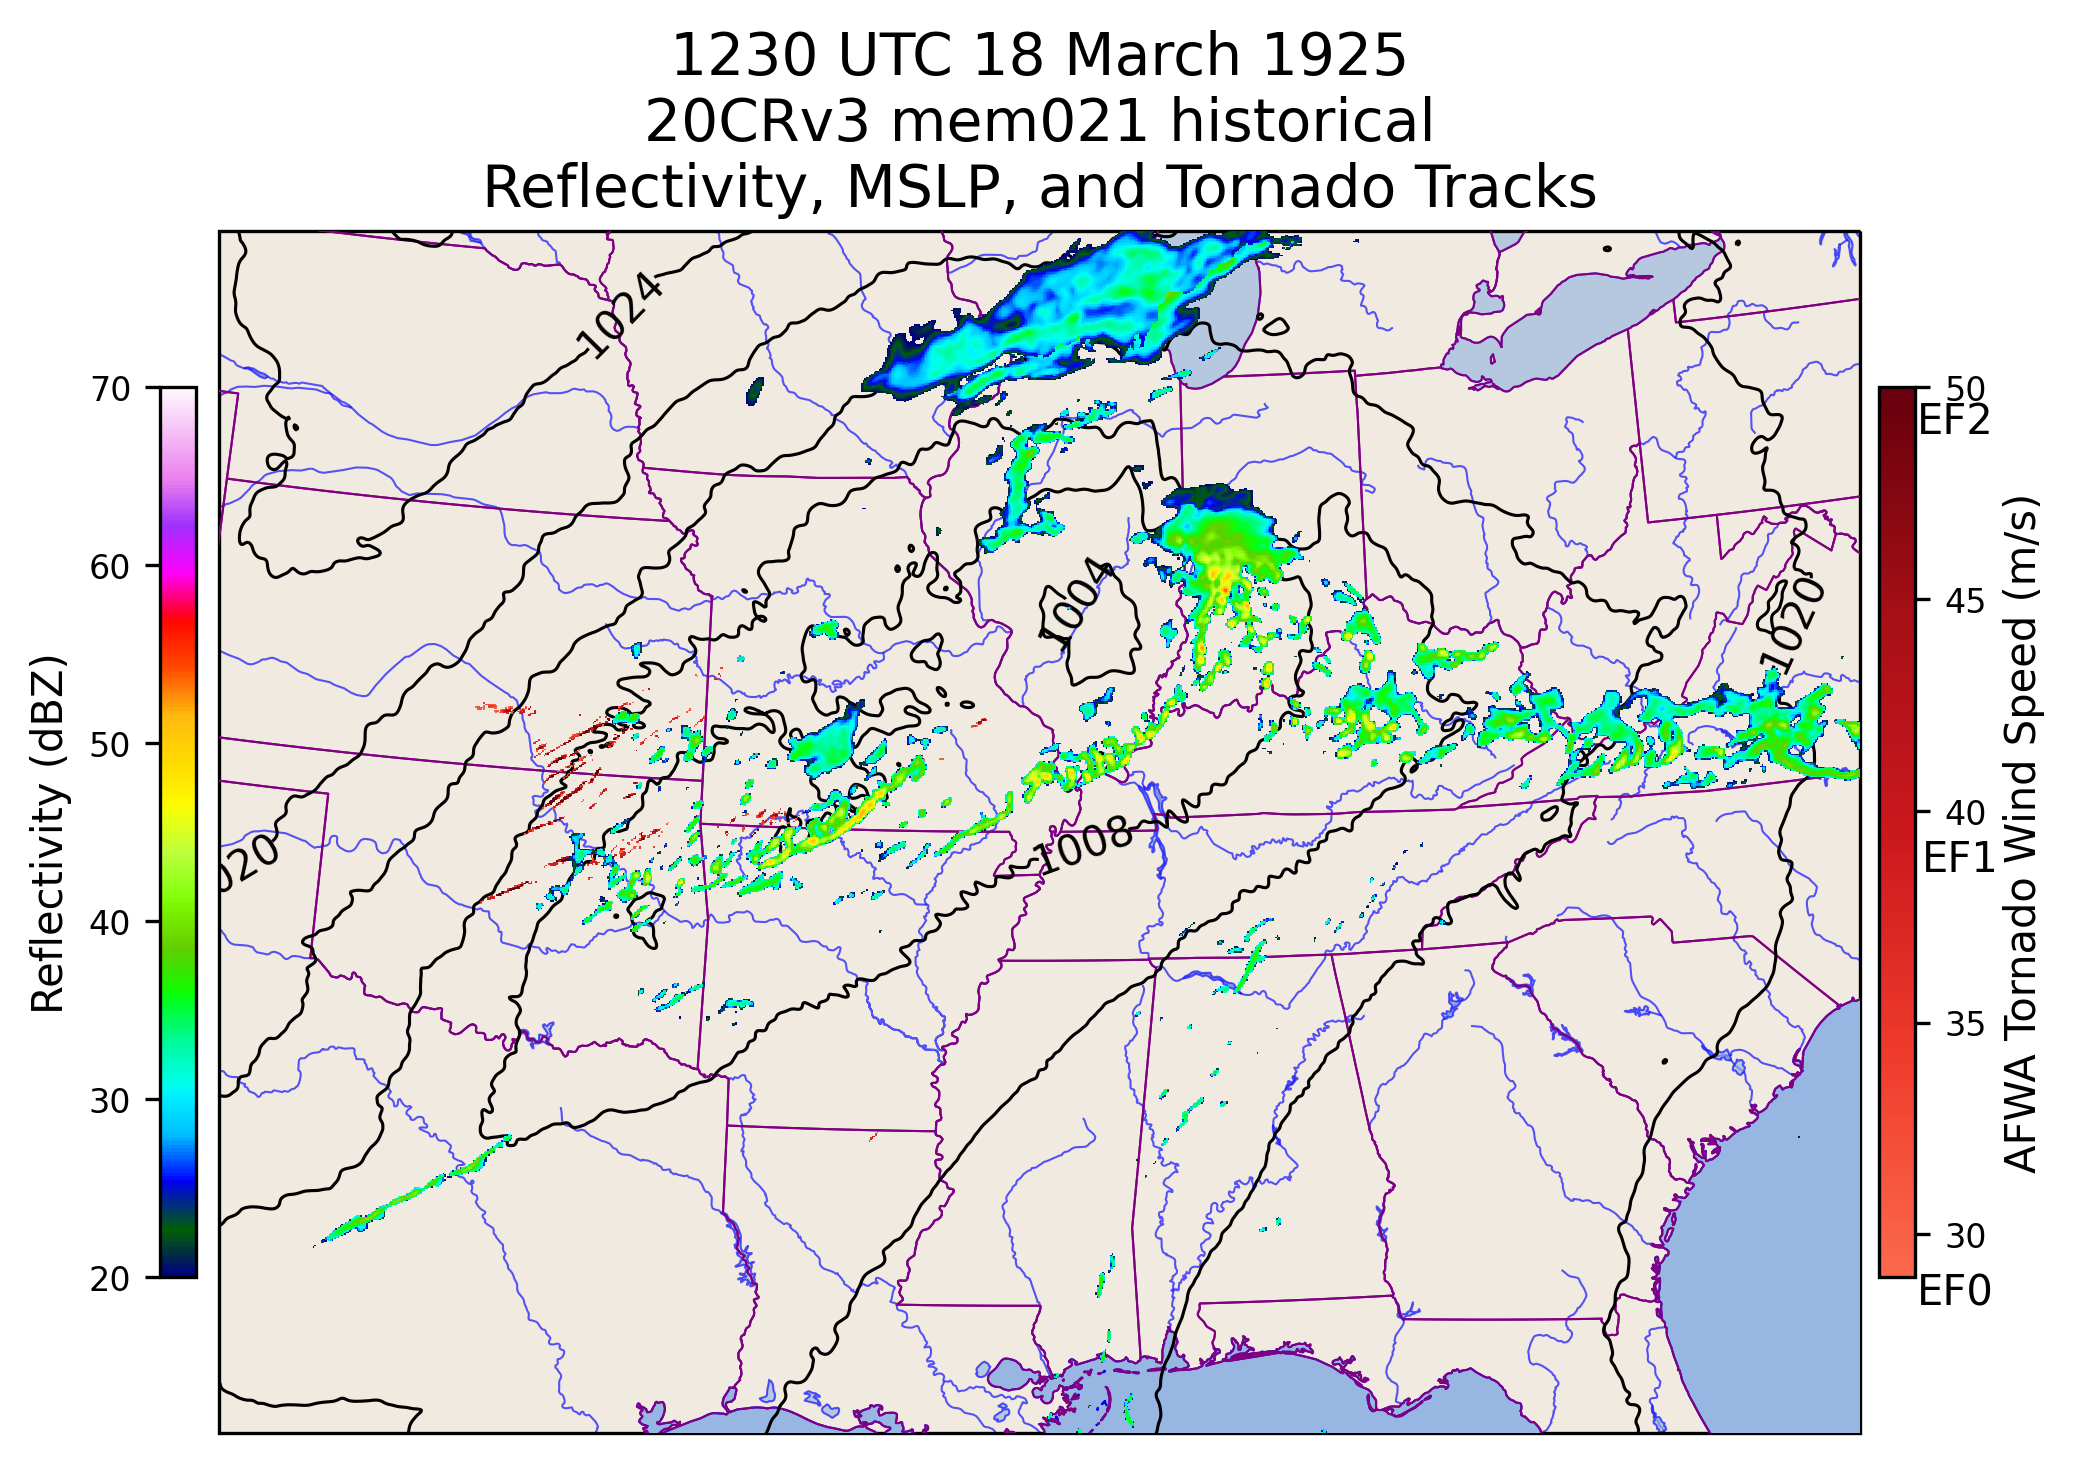 1230 UTC 18 March 1925
20CRv3 mem021 historical
Reflectivity, MSLP, and Tornado Tracks
1024
1004
1020
020
1008
Reflectivity (dBZ)
70
60
50
40
30
20
50
EF2
45
40
EF1
35
30
EF0
AFWA Tornado Wind Speed (m/s)